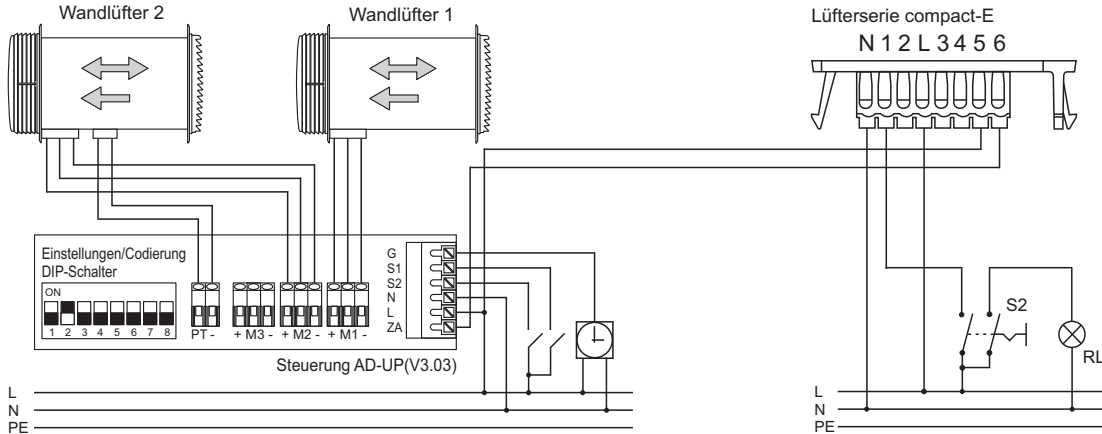 Wandlüfter 2
Wandlüfter 1
Lüfterserie compact-E
N 1 2 L 3 4 5 6
Einstellungen/Codierung
DIP-Schalter
ON
1 2 3 4 5 6 7 8
PT -
+ M3 -
+ M2 -
+ M1 -
G
S1
S2
N
L
ZA
Steuerung AD-UP(V3.03)
L
N
PE
S2
RL
L
N
PE